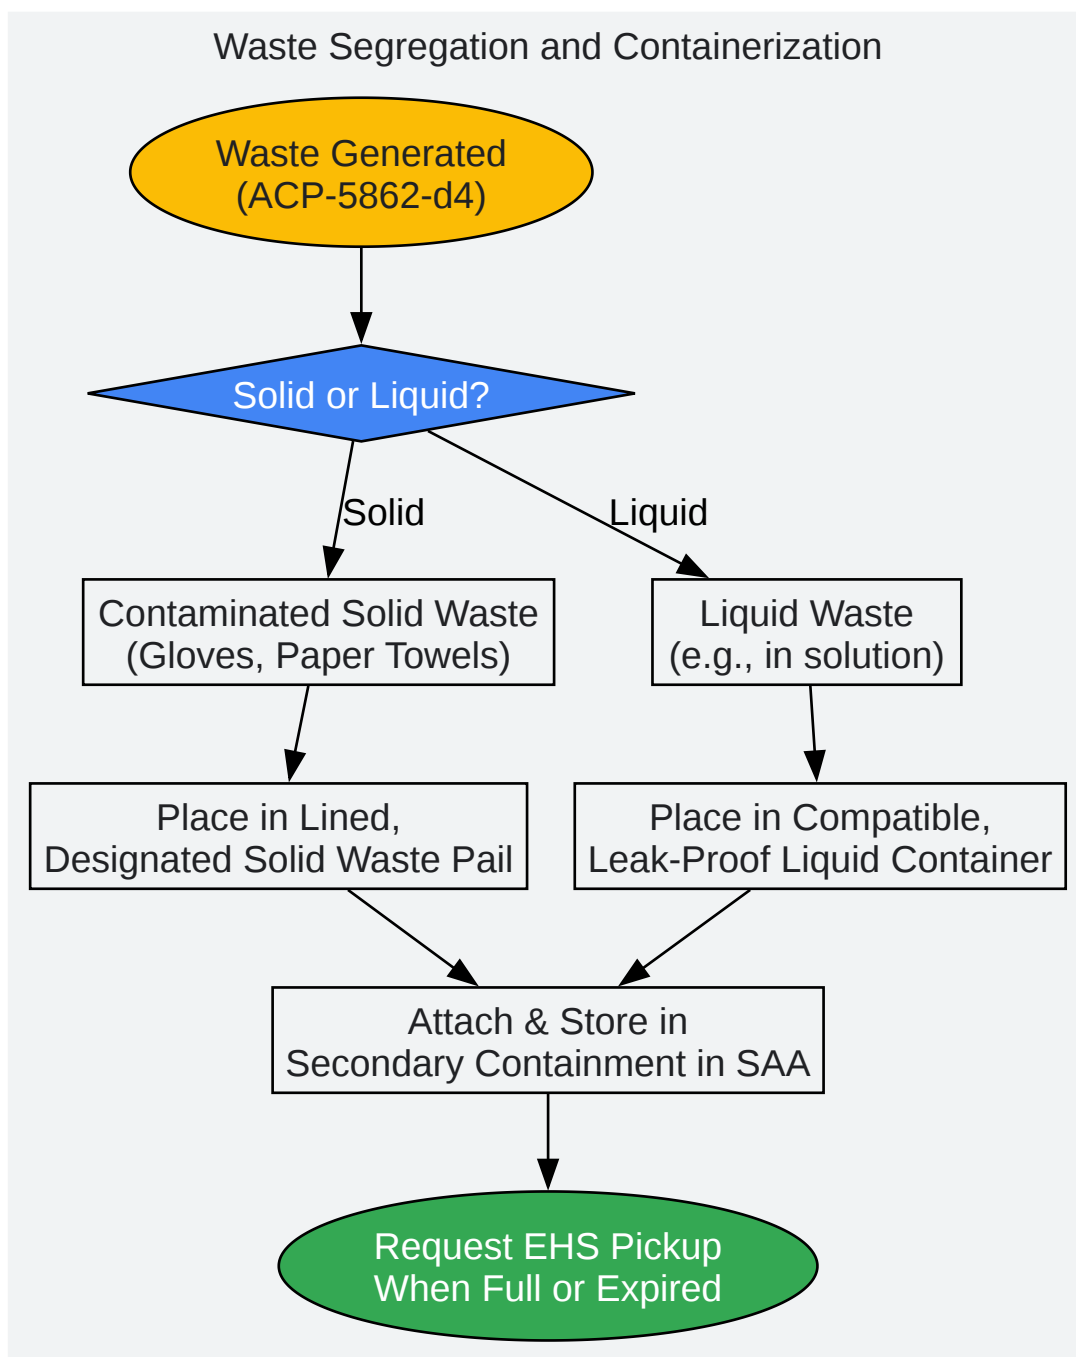 Waste Segregation and Containerization
Waste Generated
(ACP-5862-d4)
Solid or Liquid?
Solid
Liquid
Contaminated Solid Waste
(Gloves, Paper Towels)
Liquid Waste
(e.g., in solution)
Place in Lined,
Designated Solid Waste Pail
Place in Compatible,
Leak-Proof Liquid Container
Attach & Store in
Secondary Containment in SAA
Request EHS Pickup
When Full or Expired